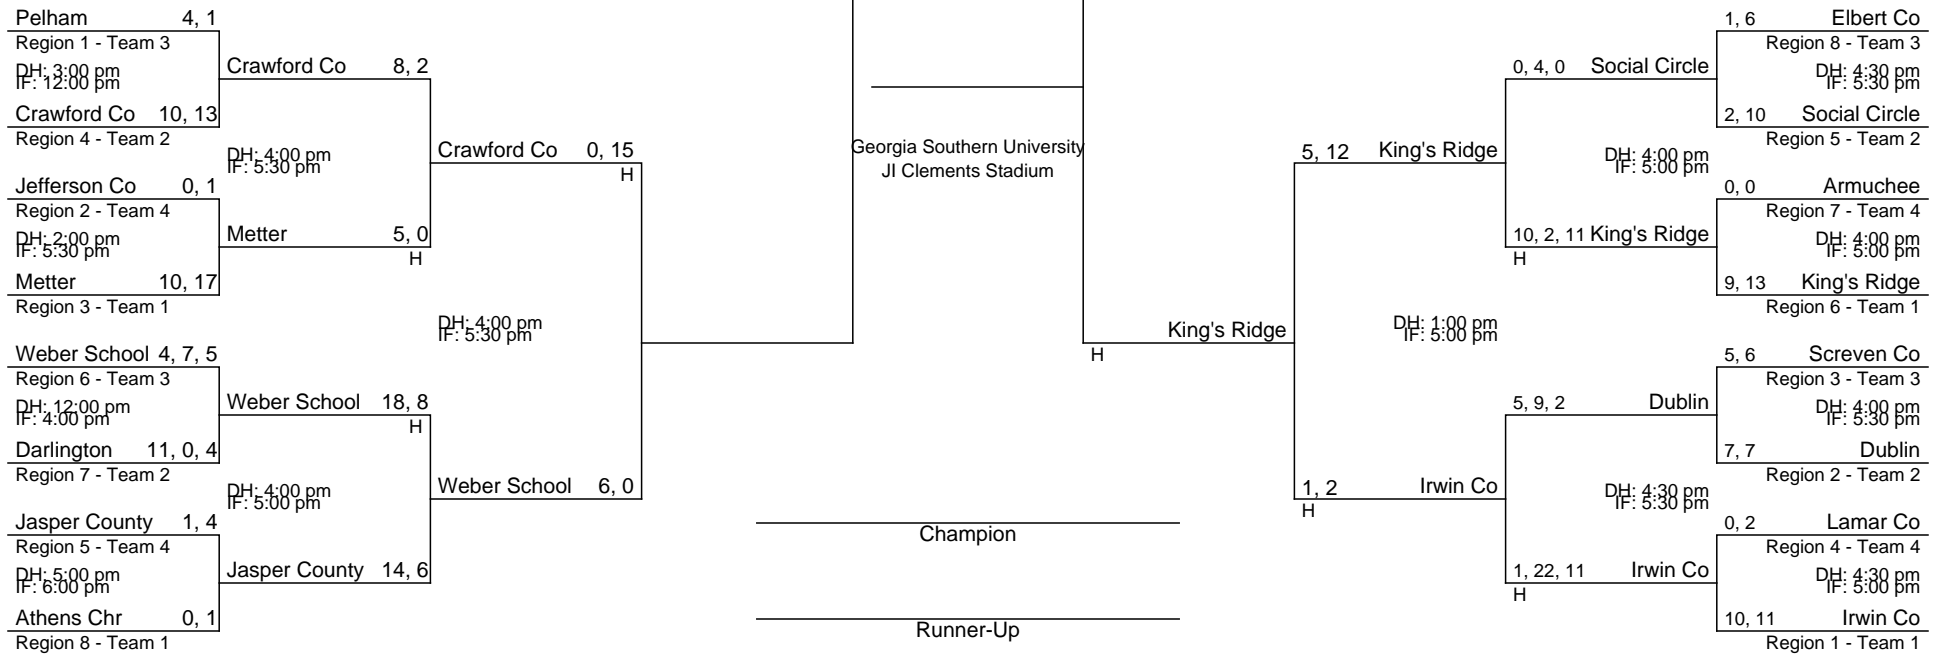 Pelham 4, 1
Region 1 - Team 3
DH: 3:00 pm
IF: 12:00 pm
Crawford Co 10, 13
Region 4 - Team 2
Jefferson Co 0, 1
Region 2 - Team 4
DH: 2:00 pm
IF: 5:30 pm
Metter 10, 17
Region 3 - Team 1
Weber School 4, 7, 5
Region 6 - Team 3
DH: 12:00 pm
IF: 4:00 pm
Darlington 11, 0, 4
Region 7 - Team 2
Jasper County 1, 4
Region 5 - Team 4
DH: 5:00 pm
IF: 6:00 pm
Athens Chr 0, 1
Region 8 - Team 1
Crawford Co 8, 2
DH: 4:00 pm
IF: 5:30 pm
Metter 5, 0
H
Weber School 18, 8
H
DH: 4:00 pm
IF: 5:00 pm
Jasper County 14, 6
Crawford Co 0, 15
H
DH: 4:00 pm
IF: 5:30 pm
Weber School 6, 0
Georgia Southern University
JI Clements Stadium
Champion
Runner-Up
King's Ridge
H
5, 12 King's Ridge
DH: 1:00 pm
IF: 5:00 pm
1, 2 Irwin Co
H
0, 4, 0 Social Circle
DH: 4:00 pm
IF: 5:00 pm
10, 2, 11 King's Ridge
H
5, 9, 2 Dublin
DH: 4:30 pm
IF: 5:30 pm
1, 22, 11 Irwin Co
H
1, 6 Elbert Co
Region 8 - Team 3
DH: 4:30 pm
IF: 5:30 pm
2, 10 Social Circle
Region 5 - Team 2
0, 0 Armuchee
Region 7 - Team 4
DH: 4:00 pm
IF: 5:00 pm
9, 13 King's Ridge
Region 6 - Team 1
5, 6 Screven Co
Region 3 - Team 3
DH: 4:00 pm
IF: 5:30 pm
7, 7 Dublin
Region 2 - Team 2
0, 2 Lamar Co
Region 4 - Team 4
DH: 4:30 pm
IF: 5:00 pm
10, 11 Irwin Co
Region 1 - Team 1